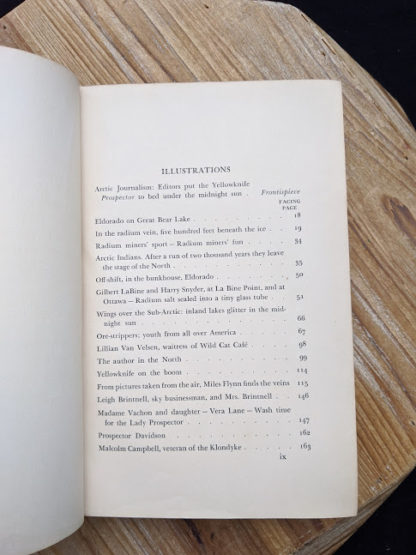 ILLUSTRATIONS
Arctic Journalism: Editors put the Yellowknife
Prospector to bed under the midnight sun . Frontispiece
FACING
PAGE
Eldorado on Great Bear Lake . . . . . . . 18
In the radium vein, five hundred feet beneath the ice . . 19
Radium miners' sport – Radium miners' fun . . . . 34
Arctic Indians. After a run of two thousand years they leave
the stage of the North . . . . . . . . 35
Off-shift, in the bunkhouse, Eldorado . . . . . 50
Gilbert LaBine and Harry Snyder, at La Bine Point, and at
Ottawa – Radium salt sealed into a tiny glass tube . . 51
Wings over the Sub-Arctic: inland lakes glitter in the mid-
night sun . . . . . . . . . . 66
Ore-strippers; youth from all over America . . . . 67
Lillian Van Velsen, waitress of Wild Cat Café . . . . 98
The author in the North . . . . . . . . 99
Yellowknife on the boom . . . . . . . . 114
From pictures taken from the air, Miles Flynn finds the veins 115
Leigh Brintnell, sky businessman, and Mrs. Brintnell . . 146
Madame Vachon and daughter – Vera Lane – Wash time
for the Lady Prospector . . . . . . . 147
Prospector Davidson . . . . . . . . . 162
Malcolm Campbell, veteran of the Klondyke . . . . 163
ix